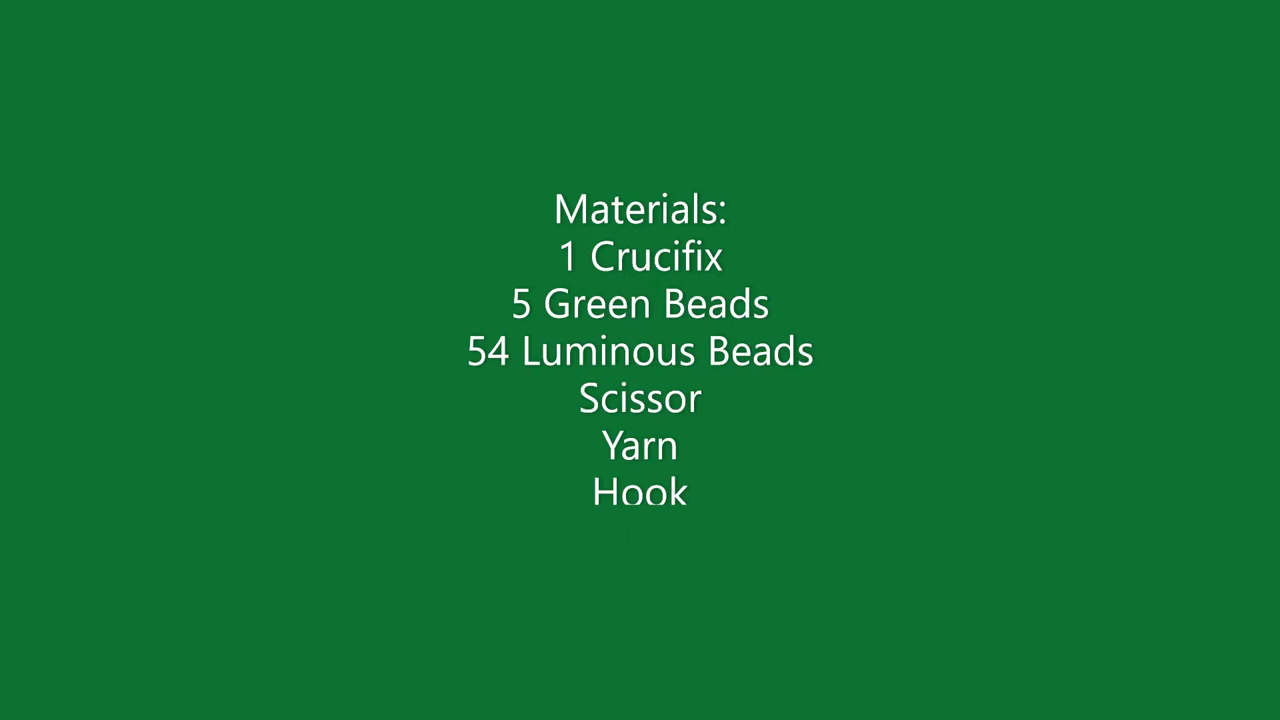 Materials:
1 Crucifix
5 Green Beads
54 Luminous Beads
Scissor
Yarn
Hook